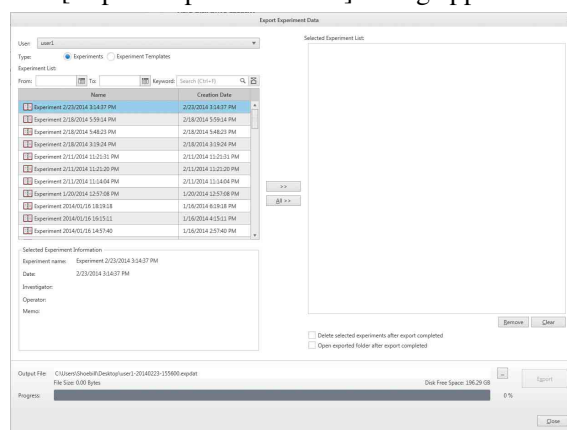 Export Experiment Data
User: user1
Selected Experiment List:
Type: Experiments Experiment Templates
Experiment List:
From: To: Keyword: Search (Ctrl+F)
Name Creation Date
Experiment 2/23/2014 3:14:37 PM 2/23/2014 3:14:37 PM
Experiment 2/18/2014 5:59:14 PM 2/18/2014 5:59:14 PM
Experiment 2/18/2014 5:48:23 PM 2/18/2014 5:48:23 PM
Experiment 2/18/2014 3:19:24 PM 2/18/2014 3:19:24 PM
Experiment 2/11/2014 11:21:31 PM 2/11/2014 11:21:31 PM
Experiment 2/11/2014 11:21:20 PM 2/11/2014 11:21:20 PM
Experiment 2/11/2014 11:14:04 PM 2/11/2014 11:14:04 PM
Experiment 1/20/2014 12:57:08 PM 1/20/2014 12:57:08 PM
Experiment 2014/01/16 18:19:18 1/16/2014 6:19:18 PM
Experiment 2014/01/16 16:15:11 1/16/2014 4:15:11 PM
Experiment 2014/01/16 14:57:40 1/16/2014 2:57:40 PM
>>
All >>
Selected Experiment Information
Experiment name: Experiment 2/23/2014 3:14:37 PM
Date: 2/23/2014 3:14:37 PM
Investigator:
Operator:
Memo:
Remove Clear
Delete selected experiments after export completed
Open exported folder after export completed
Output File: C:\Users\Shoebill\Desktop\user1-20140223-155600.expdat ...
File Size: 0.00 Bytes Disk Free Space: 196.29 GB
Export
Progress: 0 %
Close